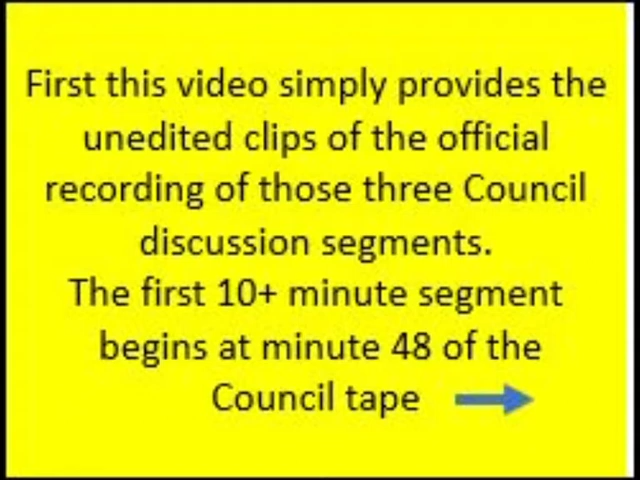 First this video simply provides the
unedited clips of the official
recording of those three Council
discussion segments.
The first 10+ minute segment
begins at minute 48 of the
Council tape